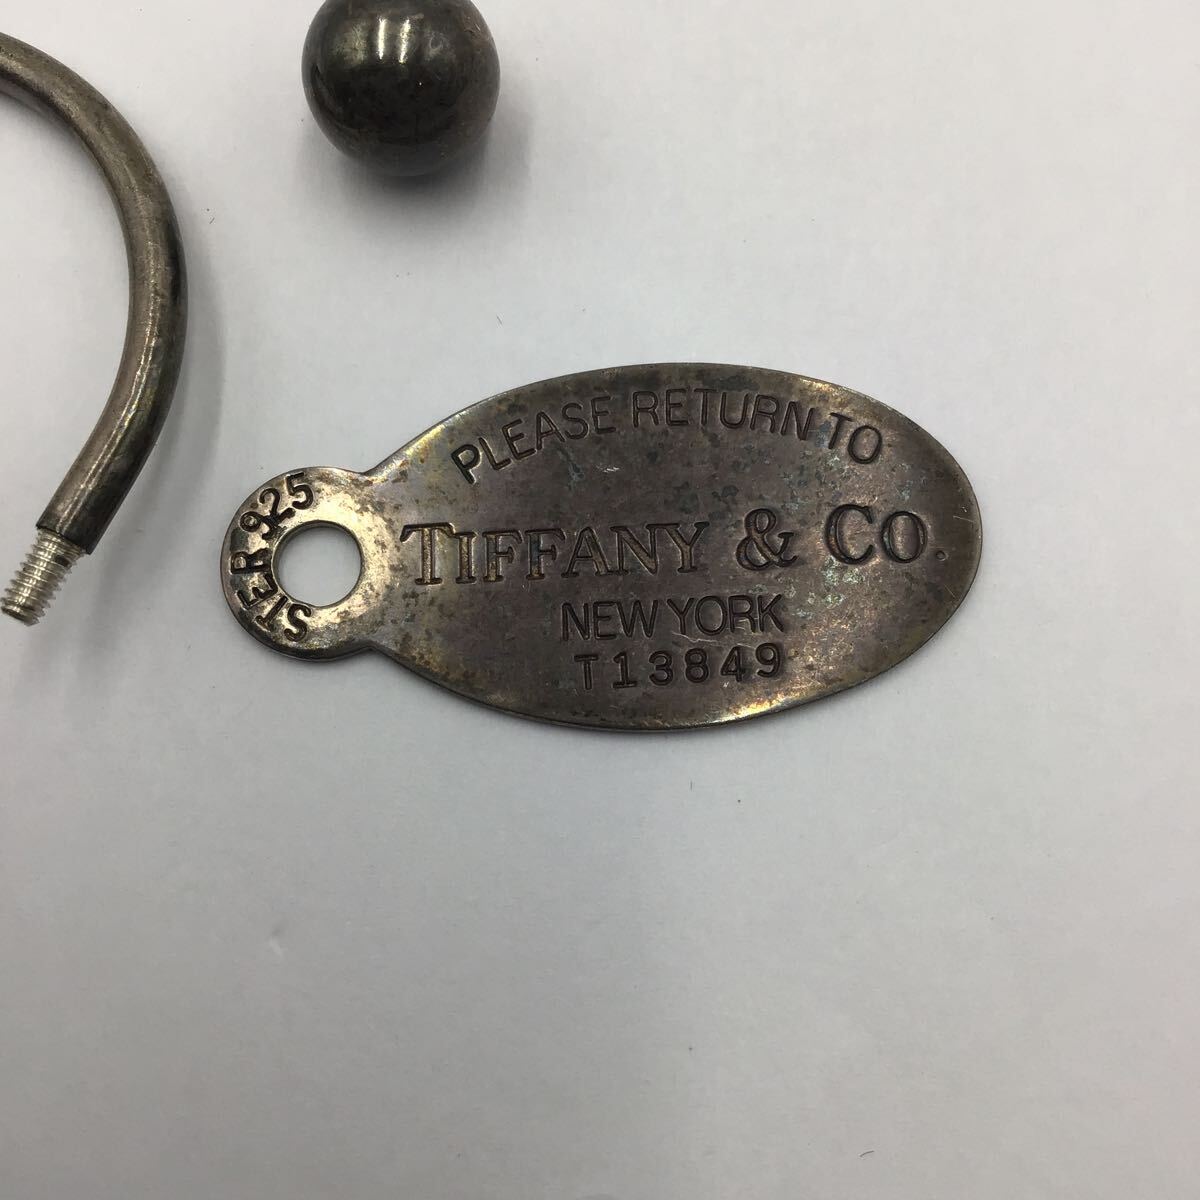 STER 925
PLEASE RETURN TO
TIFFANY & CO.
NEW YORK
T13849